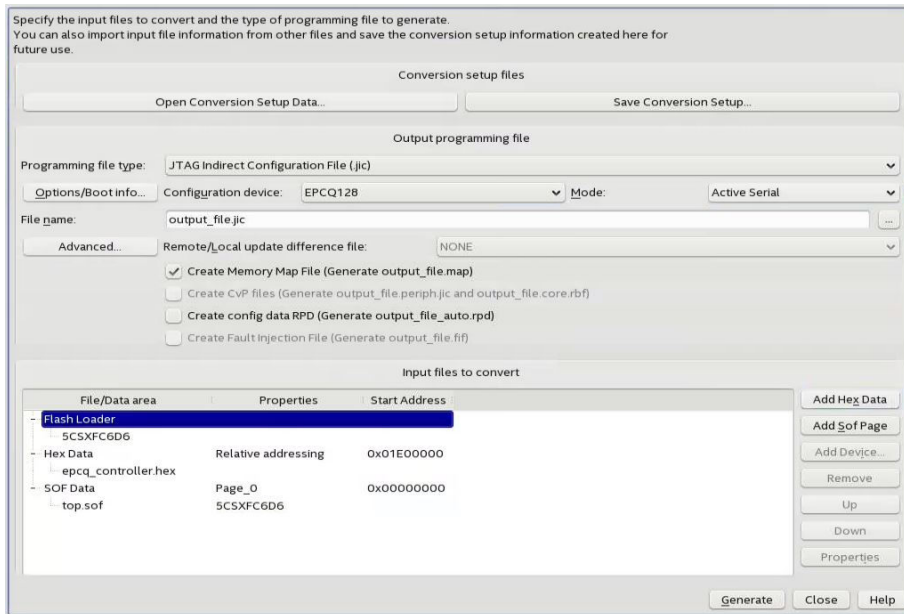 Specify the input files to convert and the type of programming file to generate.
You can also import input file information from other files and save the conversion setup information created here for
future use.
Conversion setup files
Open Conversion Setup Data... Save Conversion Setup...
Output programming file
Programming file type: JTAG Indirect Configuration File (.jic)
Options/Boot info... Configuration device: EPCQ128 Mode: Active Serial
File name: output_file.jic ...
Advanced... Remote/Local update difference file: NONE
Create Memory Map File (Generate output_file.map)
Create CvP files (Generate output_file.periph.jic and output_file.core.rbf)
Create config data RPD (Generate output_file_auto.rpd)
Create Fault Injection File (Generate output_file.fif)
Input files to convert
File/Data area Properties Start Address Add Hex Data
Flash Loader Add Sof Page
5CSXFC6D6
Hex Data Relative addressing 0x01E00000 Add Device...
epcq_controller.hex Remove
SOF Data Page_0 0x00000000
top.sof 5CSXFC6D6 Up
Down
Properties
Generate Close Help